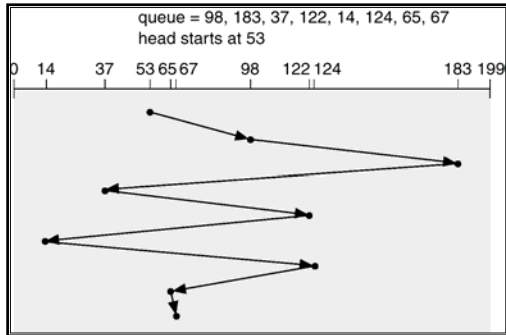 queue = 98, 183, 37, 122, 14, 124, 65, 67
head starts at 53
0 14 37 53 65 67 98 122 124 183 199